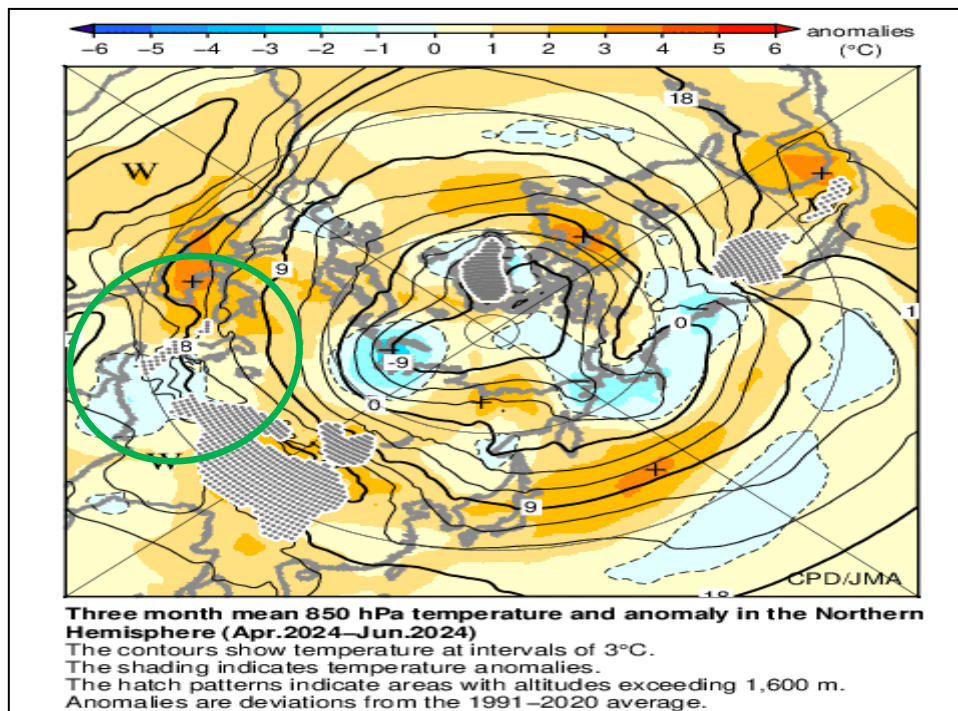 anomalies
−6 −5 −4 −3 −2 −1 0 1 2 3 4 5 6 (°C)
18
W
9
8
0
−9
1
0
W
9
CPD/JMA
18
Three month mean 850 hPa temperature and anomaly in the Northern
Hemisphere (Apr.2024−Jun.2024)
The contours show temperature at intervals of 3°C.
The shading indicates temperature anomalies.
The hatch patterns indicate areas with altitudes exceeding 1,600 m.
Anomalies are deviations from the 1991−2020 average.